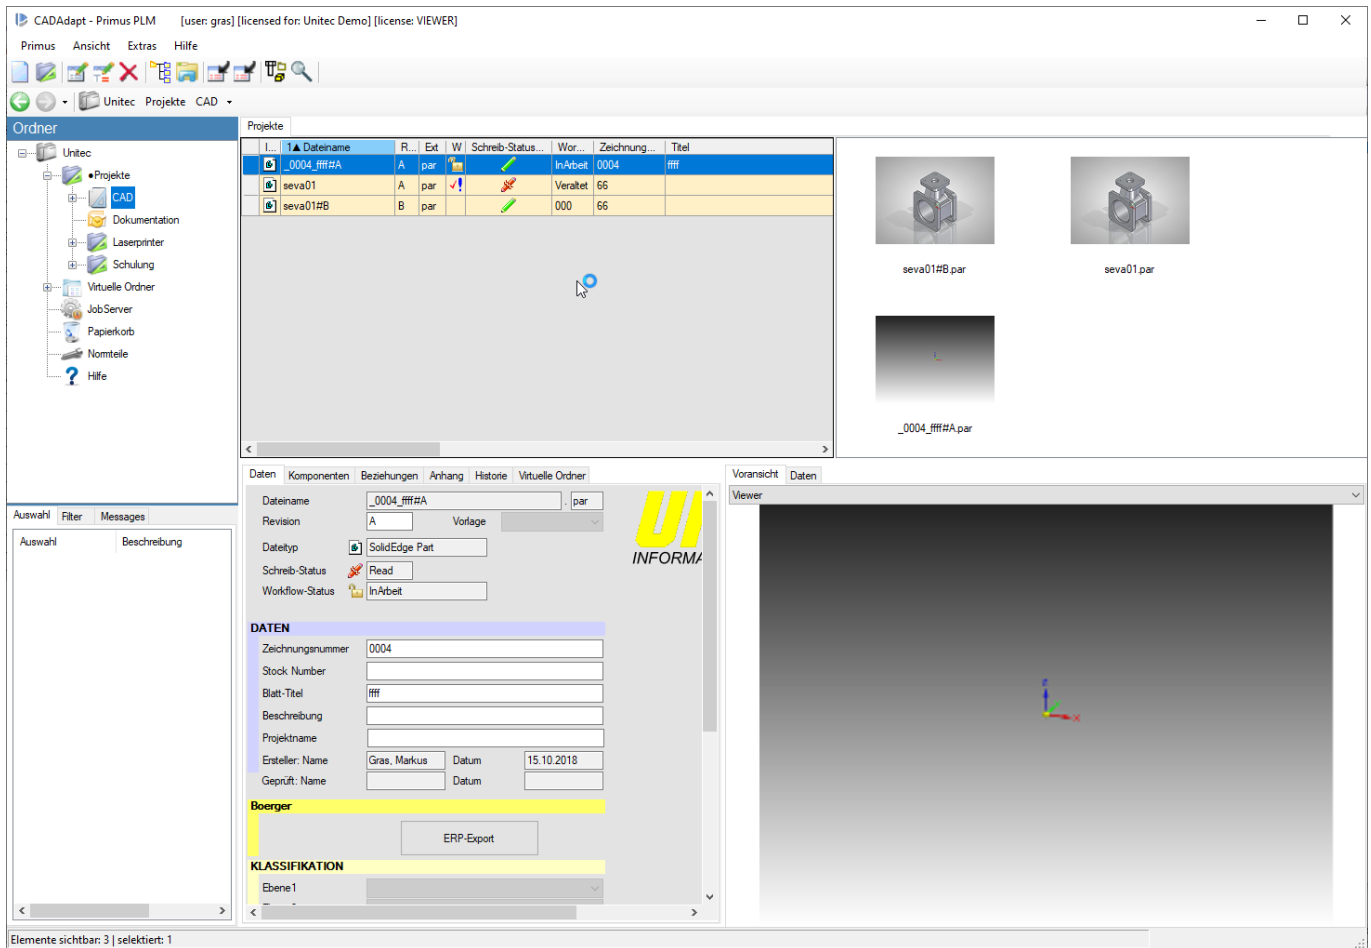 CADAdapt - Primus PLM [user: gras] [licensed for: Unitec Demo] [license: VIEWER]
Primus Ansicht Extras Hilfe
Unitec Projekte CAD
Ordner
Unitec
•Projekte
CAD
Dokumentation
Laserprinter
Schulung
Virtuelle Ordner
JobServer
Papierkorb
Normteile
Hilfe
Auswahl Filter Messages
Auswahl Beschreibung
Projekte
I... 1▲ Dateiname R... Ext W Schreib-Status... Wor... Zeichnung... Titel
_0004_ffff#A A par InArbeit 0004 ffff
seva01 A par Veraltet 66
seva01#B B par 000 66
seva01#B.par seva01.par
_0004_ffff#A.par
Daten Komponenten Beziehungen Anhang Historie Virtuelle Ordner
Dateiname _0004_ffff#A . par
Revision A Vorlage
Dateityp SolidEdge Part
Schreib-Status Read
Workflow-Status InArbeit
INFORMA
DATEN
Zeichnungsnummer 0004
Stock Number
Blatt-Titel ffff
Beschreibung
Projektname
Ersteller: Name Gras, Markus Datum 15.10.2018
Geprüft: Name Datum
Boerger
ERP-Export
KLASSIFIKATION
Ebene1
Voransicht Daten
Viewer
z
x
Elemente sichtbar: 3 | selektiert: 1